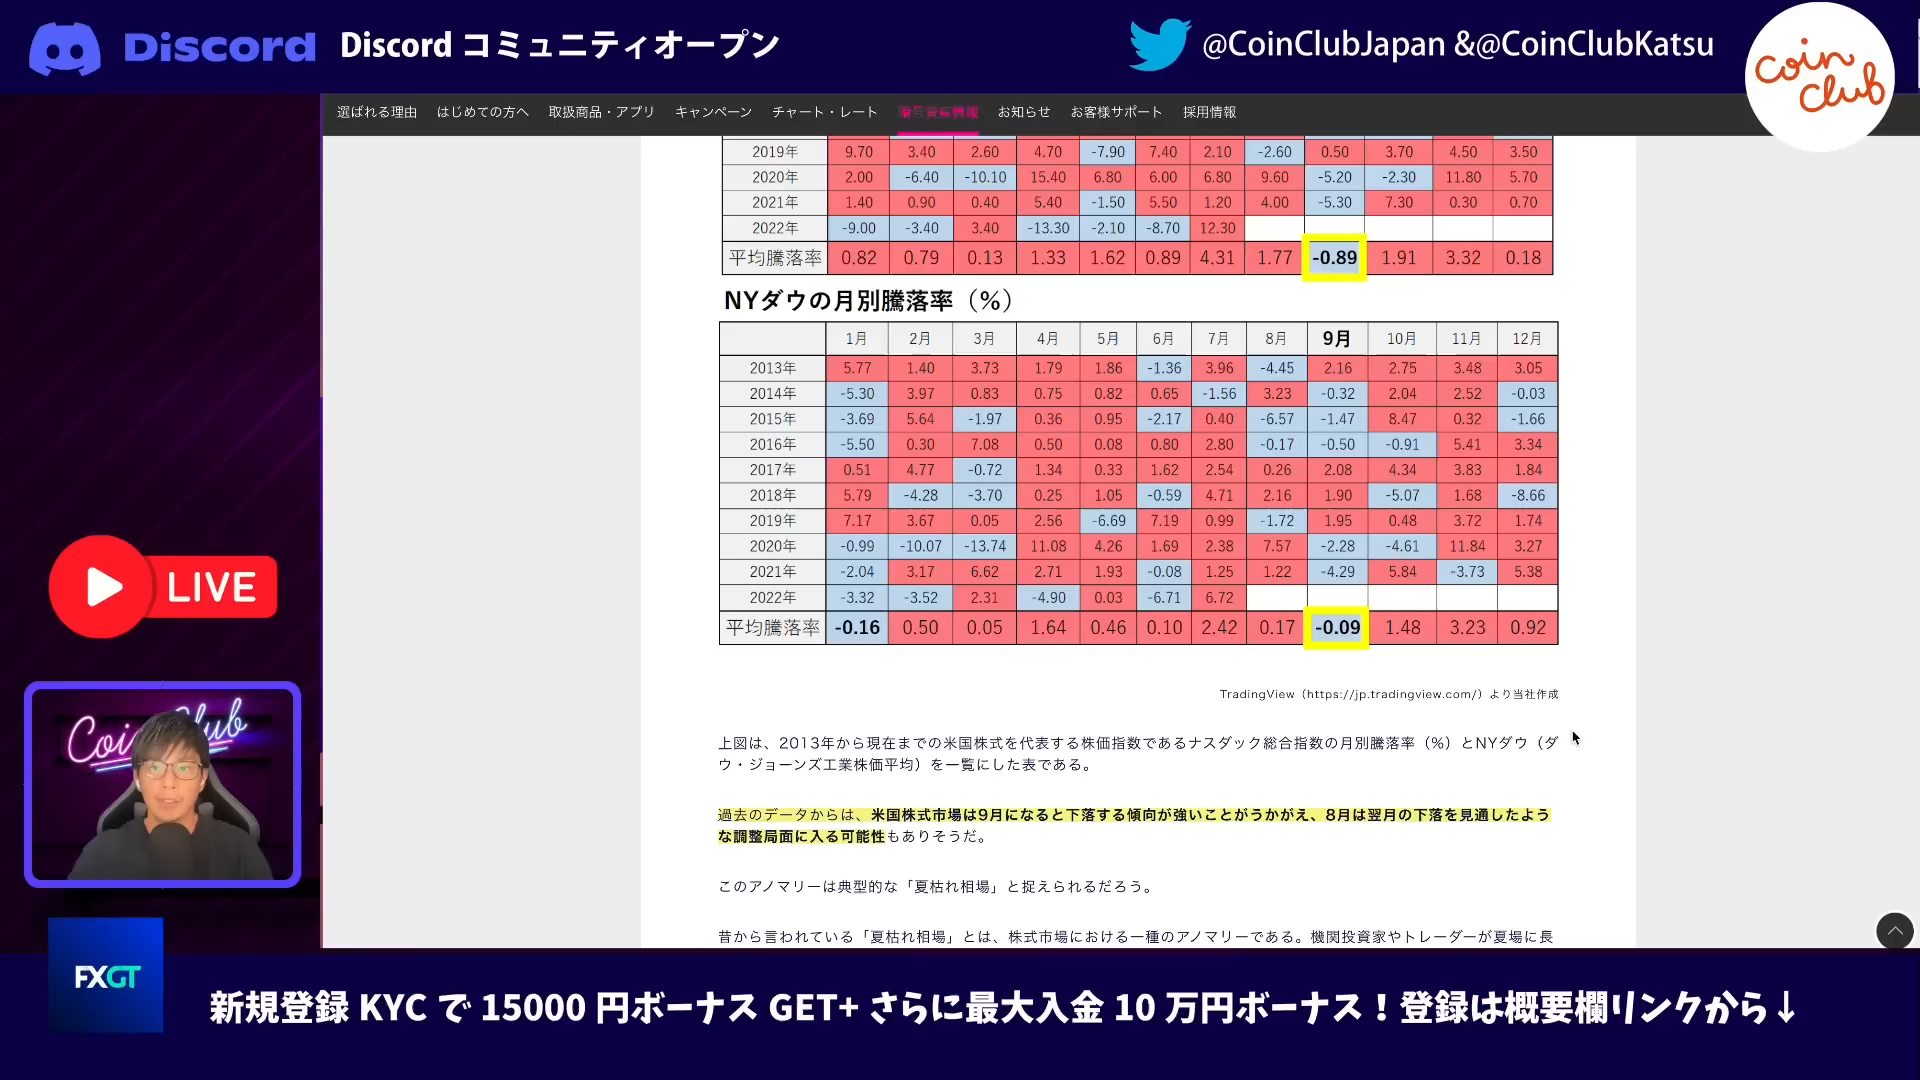 Discord Discord コミュニティオープン @CoinClubJapan &@CoinClubKatsu
coin club
選ばれる理由 はじめての方へ 取扱商品・アプリ キャンペーン チャート・レート 暗号資産情報 お知らせ お客様サポート 採用情報
2019年 9.70 3.40 2.60 4.70 -7.90 7.40 2.10 -2.60 0.50 3.70 4.50 3.50
2020年 2.00 -6.40 -10.10 15.40 6.80 6.00 6.80 9.60 -5.20 -2.30 11.80 5.70
2021年 1.40 0.90 0.40 5.40 -1.50 5.50 1.20 4.00 -5.30 7.30 0.30 0.70
2022年 -9.00 -3.40 3.40 -13.30 -2.10 -8.70 12.30
平均騰落率 0.82 0.79 0.13 1.33 1.62 0.89 4.31 1.77 -0.89 1.91 3.32 0.18
NYダウの月別騰落率（%）
1月 2月 3月 4月 5月 6月 7月 8月 9月 10月 11月 12月
2013年 5.77 1.40 3.73 1.79 1.86 -1.36 3.96 -4.45 2.16 2.75 3.48 3.05
2014年 -5.30 3.97 0.83 0.75 0.82 0.65 -1.56 3.23 -0.32 2.04 2.52 -0.03
2015年 -3.69 5.64 -1.97 0.36 0.95 -2.17 0.40 -6.57 -1.47 8.47 0.32 -1.66
2016年 -5.50 0.30 7.08 0.50 0.08 0.80 2.80 -0.17 -0.50 -0.91 5.41 3.34
2017年 0.51 4.77 -0.72 1.34 0.33 1.62 2.54 0.26 2.08 4.34 3.83 1.84
2018年 5.79 -4.28 -3.70 0.25 1.05 -0.59 4.71 2.16 1.90 -5.07 1.68 -8.66
2019年 7.17 3.67 0.05 2.56 -6.69 7.19 0.99 -1.72 1.95 0.48 3.72 1.74
2020年 -0.99 -10.07 -13.74 11.08 4.26 1.69 2.38 7.57 -2.28 -4.61 11.84 3.27
2021年 -2.04 3.17 6.62 2.71 1.93 -0.08 1.25 1.22 -4.29 5.84 -3.73 5.38
2022年 -3.32 -3.52 2.31 -4.90 0.03 -6.71 6.72
平均騰落率 -0.16 0.50 0.05 1.64 0.46 0.10 2.42 0.17 -0.09 1.48 3.23 0.92
TradingView（https://jp.tradingview.com/）より当社作成
上図は、2013年から現在までの米国株式を代表する株価指数であるナスダック総合指数の月別騰落率（%）とNYダウ（ダ
ウ・ジョーンズ工業株価平均）を一覧にした表である。
過去のデータからは、米国株式市場は9月になると下落する傾向が強いことがうかがえ、8月は翌月の下落を見通したよう
な調整局面に入る可能性もありそうだ。
このアノマリーは典型的な「夏枯れ相場」と捉えられるだろう。
昔から言われている「夏枯れ相場」とは、株式市場における一種のアノマリーである。機関投資家やトレーダーが夏場に長
LIVE
FXGT
新規登録 KYC で 15000 円ボーナス GET+ さらに最大入金 10 万円ボーナス！登録は概要欄リンクから↓